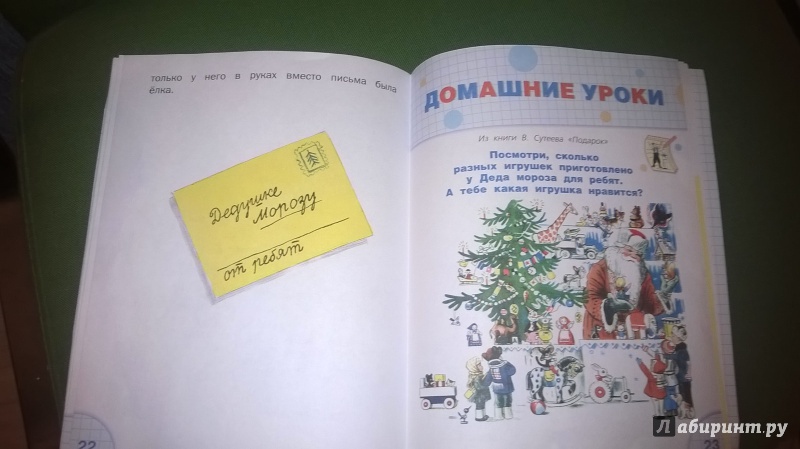 только у него в руках вместо письма была
ёлка.
Дедушке
Морозу
от ребят
22
ДОМАШНИЕ УРОКИ
Из книги В. Сутеева «Подарок»
Посмотри, сколько
разных игрушек приготовлено
у Деда мороза для ребят.
А тебе какая игрушка нравится?
23
Лабиринт.ру